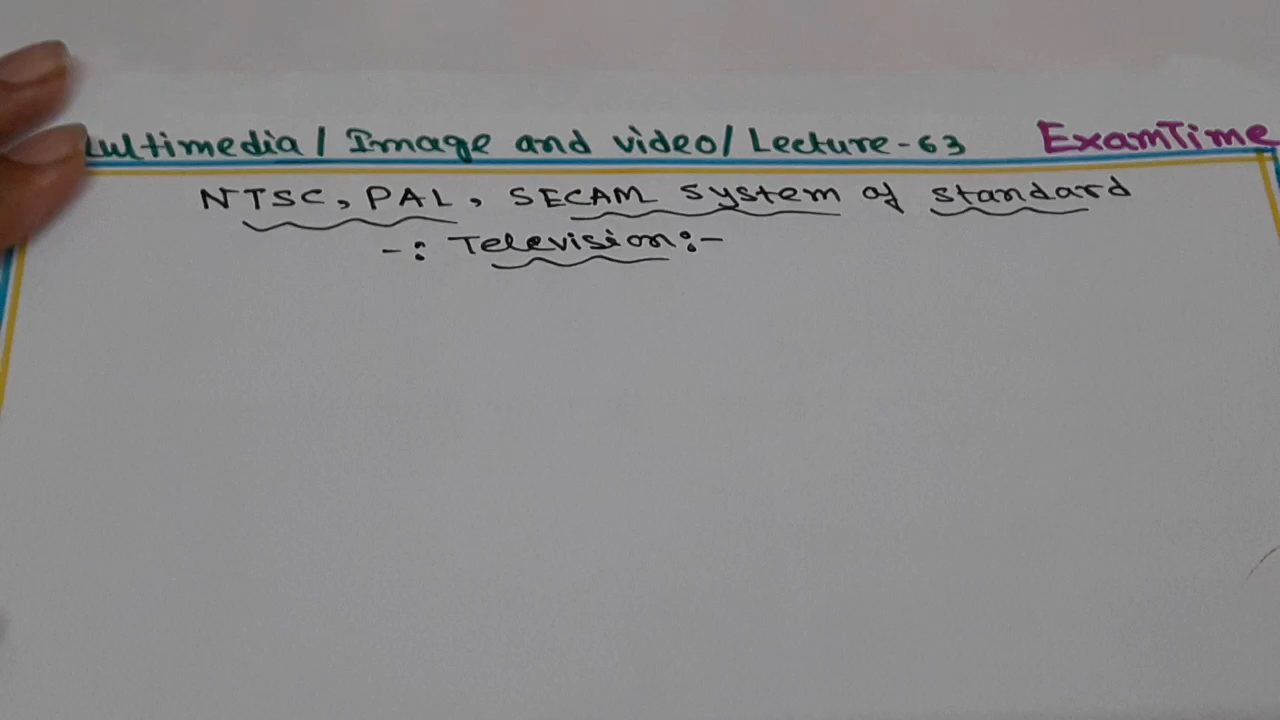 ultimedia/ Image and video/ Lecture-63 ExamTime
NTSC, PAL, SECAM system of standard
-: Television:-